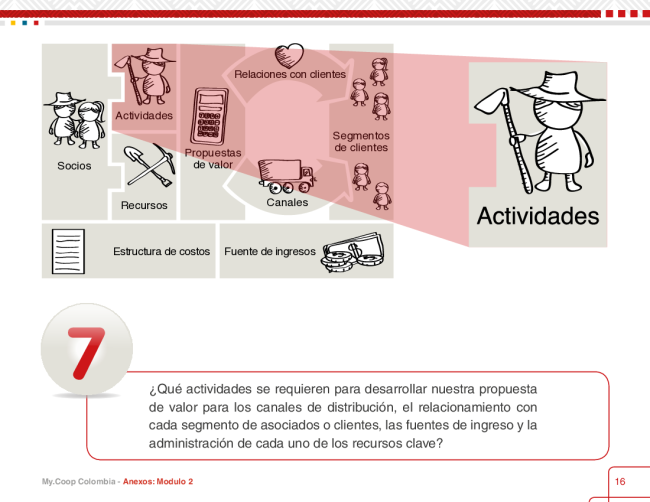 Relaciones con clientes
Actividades
Segmentos
de clientes
Propuestas
de valor
Socios
Recursos
Canales
Actividades
Estructura de costos
Fuente de ingresos
7
¿Qué actividades se requieren para desarrollar nuestra propuesta
de valor para los canales de distribución, el relacionamiento con
cada segmento de asociados o clientes, las fuentes de ingreso y la
administración de cada uno de los recursos clave?
My.Coop Colombia - Anexos: Modulo 2
16